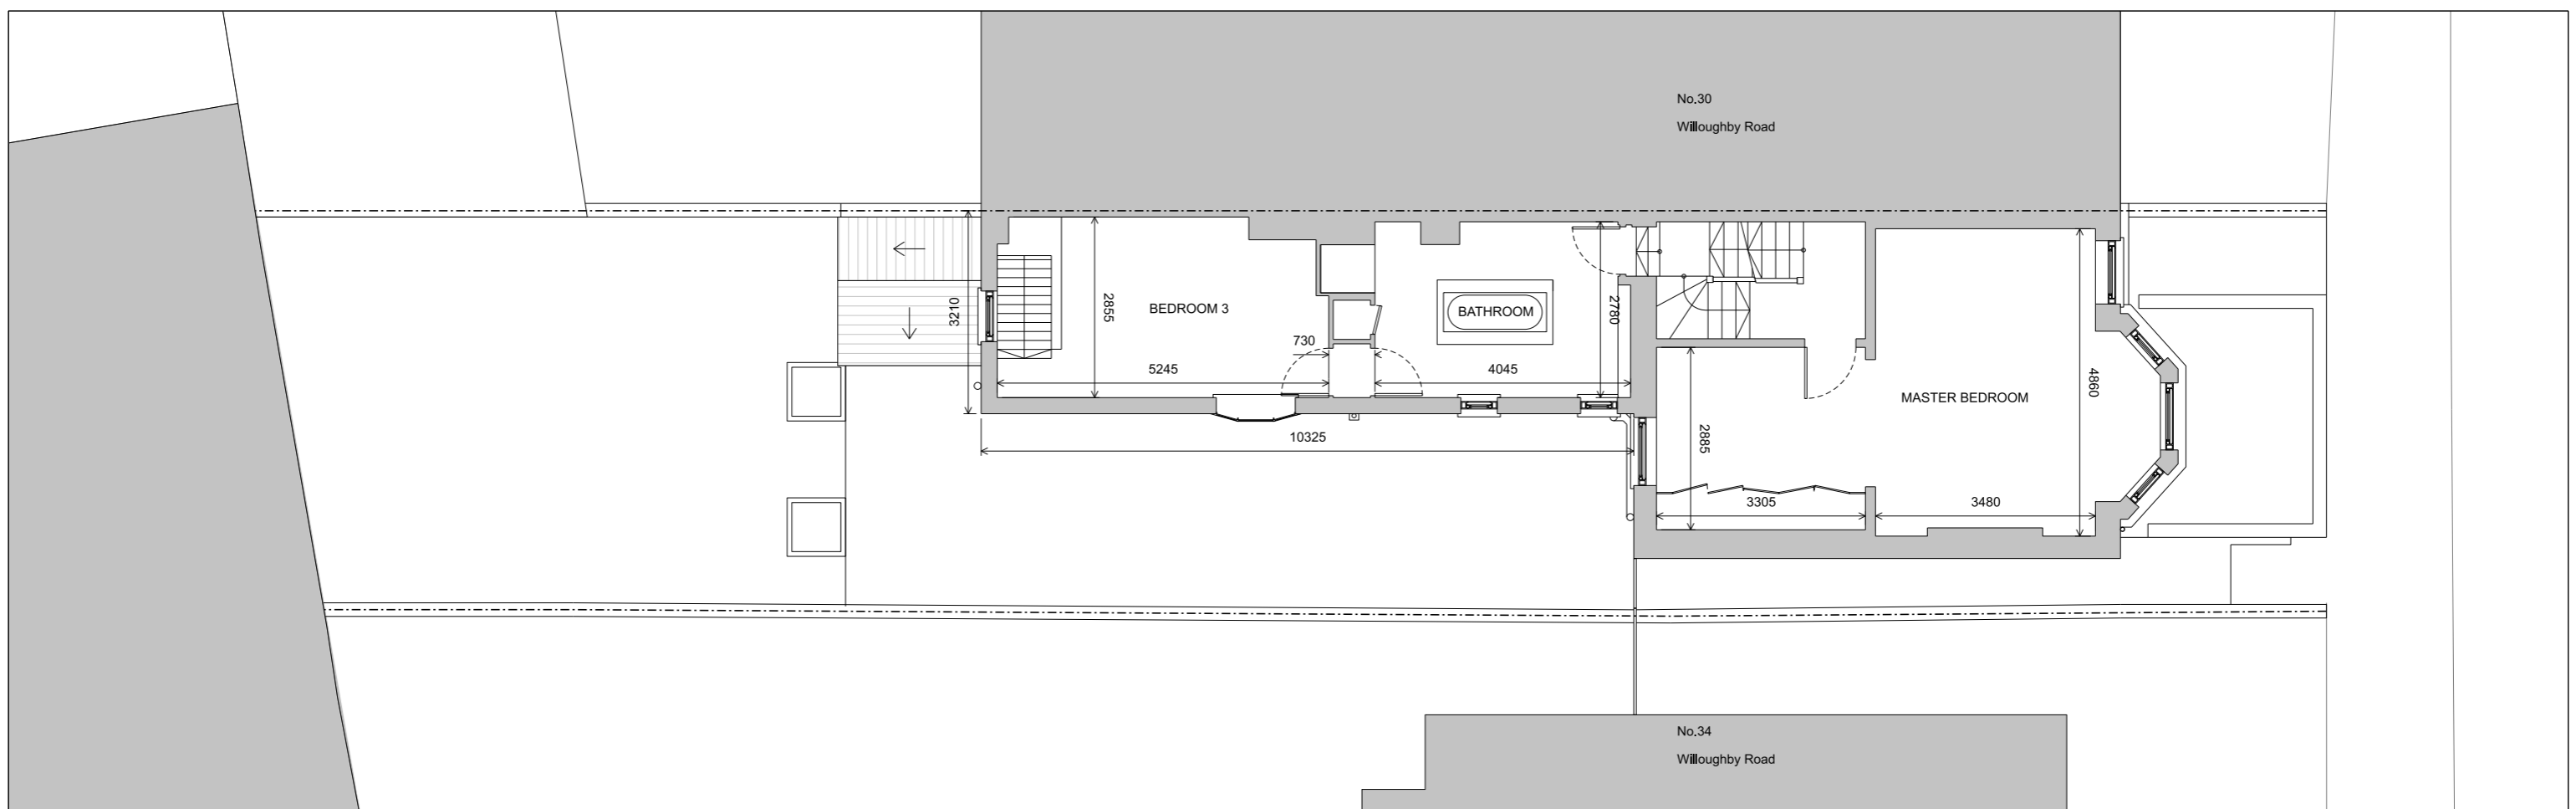 No.30
Willoughby Road
3210
2855
BEDROOM 3
730
5245
BATHROOM
2780
4045
10325
MASTER BEDROOM
4860
2885
3305
3480
No.34
Willoughby Road